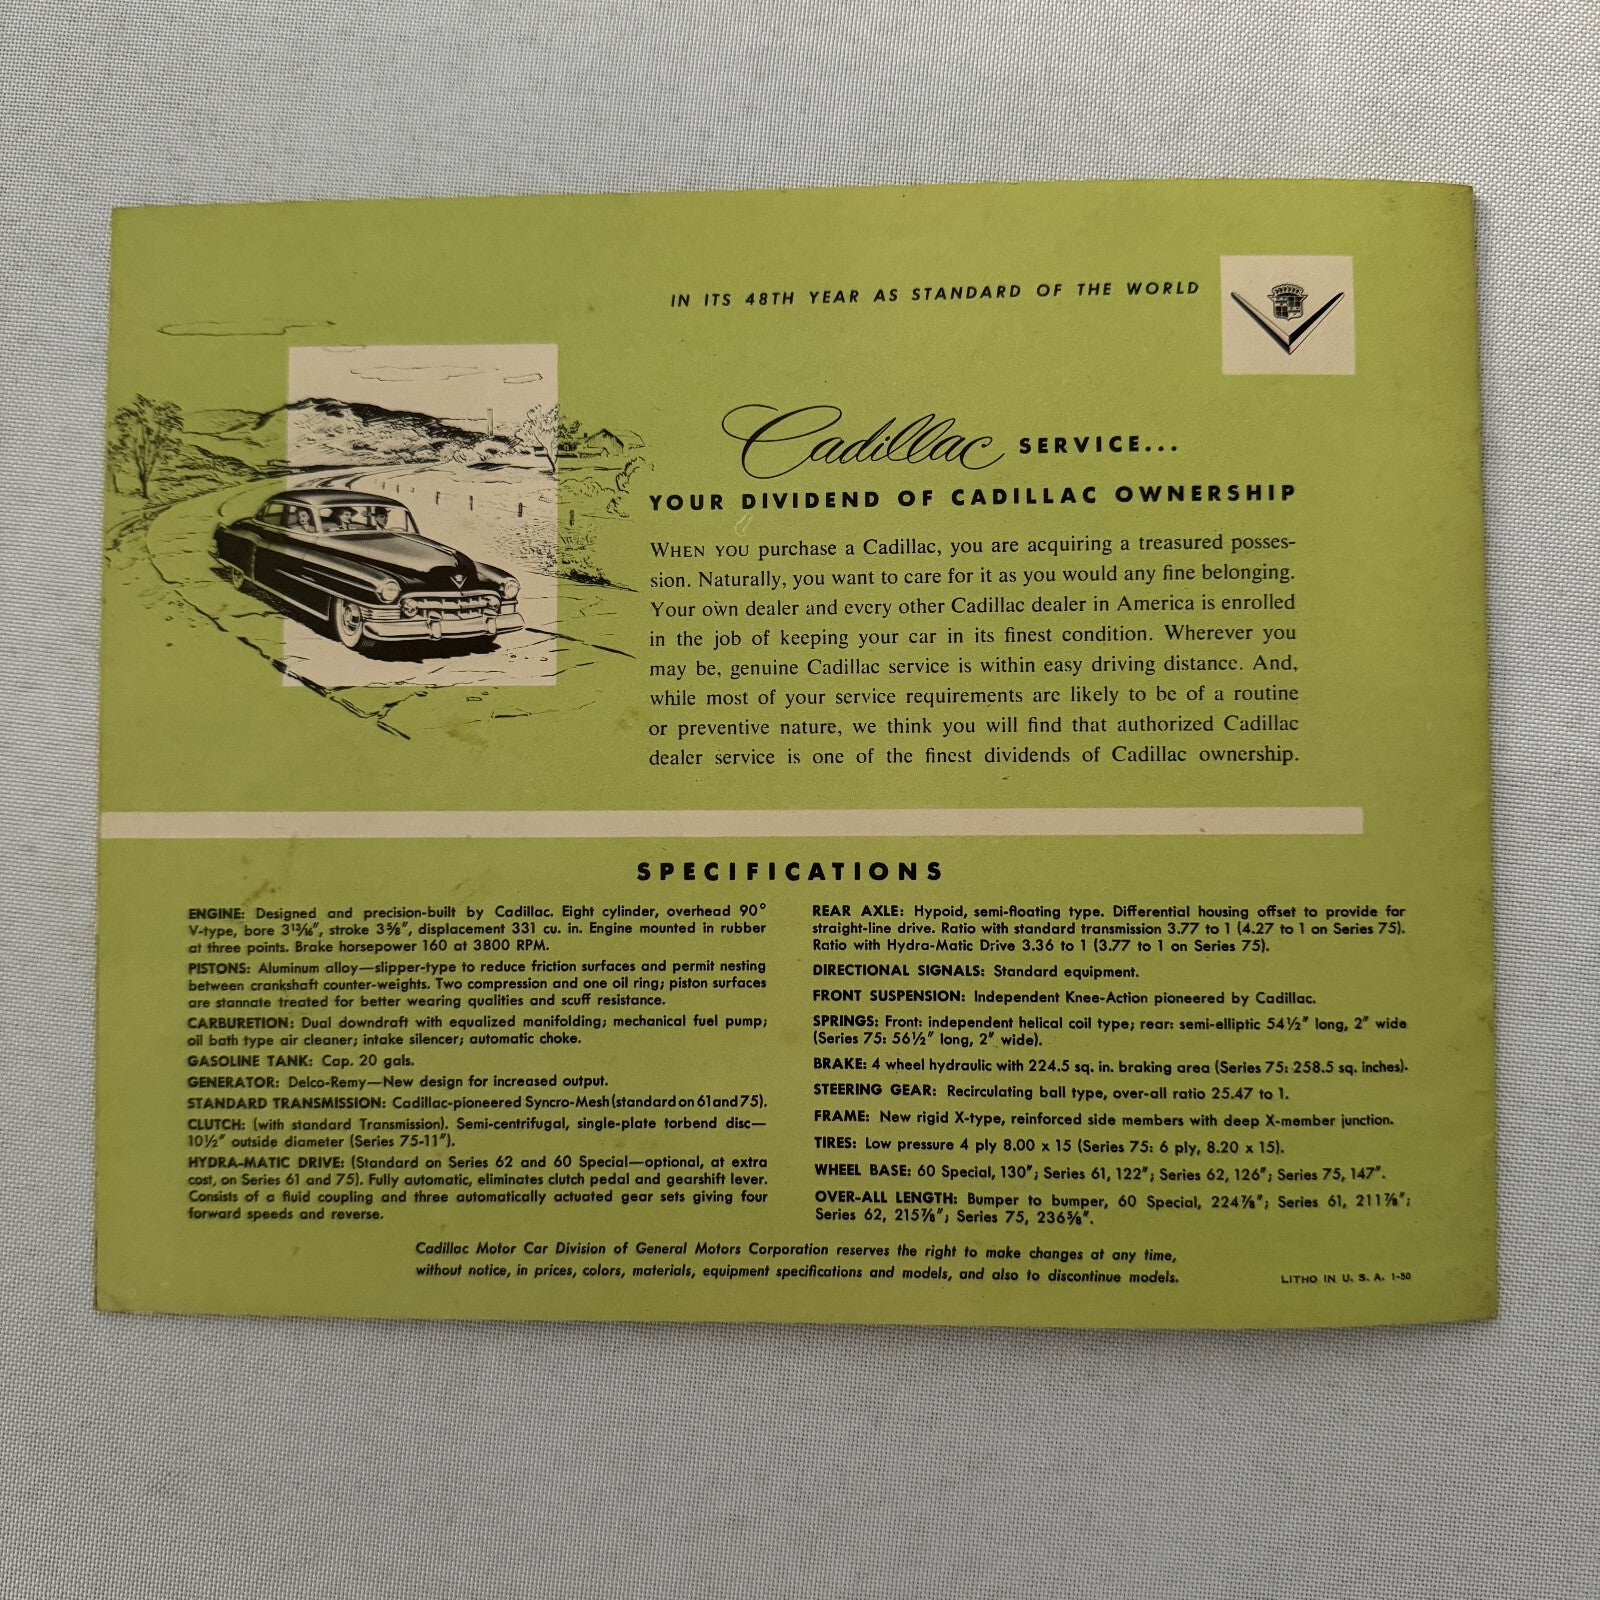 IN ITS 48TH YEAR AS STANDARD OF THE WORLD
Cadillac SERVICE...
YOUR DIVIDEND OF CADILLAC OWNERSHIP
WHEN YOU purchase a Cadillac, you are acquiring a treasured posses-
sion. Naturally, you want to care for it as you would any fine belonging.
Your own dealer and every other Cadillac dealer in America is enrolled
in the job of keeping your car in its finest condition. Wherever you
may be, genuine Cadillac service is within easy driving distance. And,
while most of your service requirements are likely to be of a routine
or preventive nature, we think you will find that authorized Cadillac
dealer service is one of the finest dividends of Cadillac ownership.
SPECIFICATIONS
ENGINE: Designed and precision-built by Cadillac. Eight cylinder, overhead 90°
V-type, bore 3¹³⁄₁₆", stroke 3⅝", displacement 331 cu. in. Engine mounted in rubber
at three points. Brake horsepower 160 at 3800 RPM.
PISTONS: Aluminum alloy—slipper-type to reduce friction surfaces and permit nesting
between crankshaft counter-weights. Two compression and one oil ring; piston surfaces
are stannate treated for better wearing qualities and scuff resistance.
CARBURETION: Dual downdraft with equalized manifolding; mechanical fuel pump;
oil bath type air cleaner; intake silencer; automatic choke.
GASOLINE TANK: Cap. 20 gals.
GENERATOR: Delco-Remy—New design for increased output.
STANDARD TRANSMISSION: Cadillac-pioneered Syncro-Mesh (standard on 61 and 75).
CLUTCH: (with standard Transmission). Semi-centrifugal, single-plate torbend disc—
10½" outside diameter (Series 75-11").
HYDRA-MATIC DRIVE: (Standard on Series 62 and 60 Special—optional, at extra
cost, on Series 61 and 75). Fully automatic, eliminates clutch pedal and gearshift lever.
Consists of a fluid coupling and three automatically actuated gear sets giving four
forward speeds and reverse.
REAR AXLE: Hypoid, semi-floating type. Differential housing offset to provide for
straight-line drive. Ratio with standard transmission 3.77 to 1 (4.27 to 1 on Series 75).
Ratio with Hydra-Matic Drive 3.36 to 1 (3.77 to 1 on Series 75).
DIRECTIONAL SIGNALS: Standard equipment.
FRONT SUSPENSION: Independent Knee-Action pioneered by Cadillac.
SPRINGS: Front: independent helical coil type; rear: semi-elliptic 54½" long, 2" wide
(Series 75: 56½" long, 2" wide).
BRAKE: 4 wheel hydraulic with 224.5 sq. in. braking area (Series 75: 258.5 sq. inches).
STEERING GEAR: Recirculating ball type, over-all ratio 25.47 to 1.
FRAME: New rigid X-type, reinforced side members with deep X-member junction.
TIRES: Low pressure 4 ply 8.00 x 15 (Series 75: 6 ply, 8.20 x 15).
WHEEL BASE: 60 Special, 130"; Series 61, 122"; Series 62, 126"; Series 75, 147".
OVER-ALL LENGTH: Bumper to bumper, 60 Special, 224⅞"; Series 61, 211⅞";
Series 62, 215⅞"; Series 75, 236⅝".
Cadillac Motor Car Division of General Motors Corporation reserves the right to make changes at any time,
without notice, in prices, colors, materials, equipment specifications and models, and also to discontinue models.
LITHO IN U. S. A. 1-50